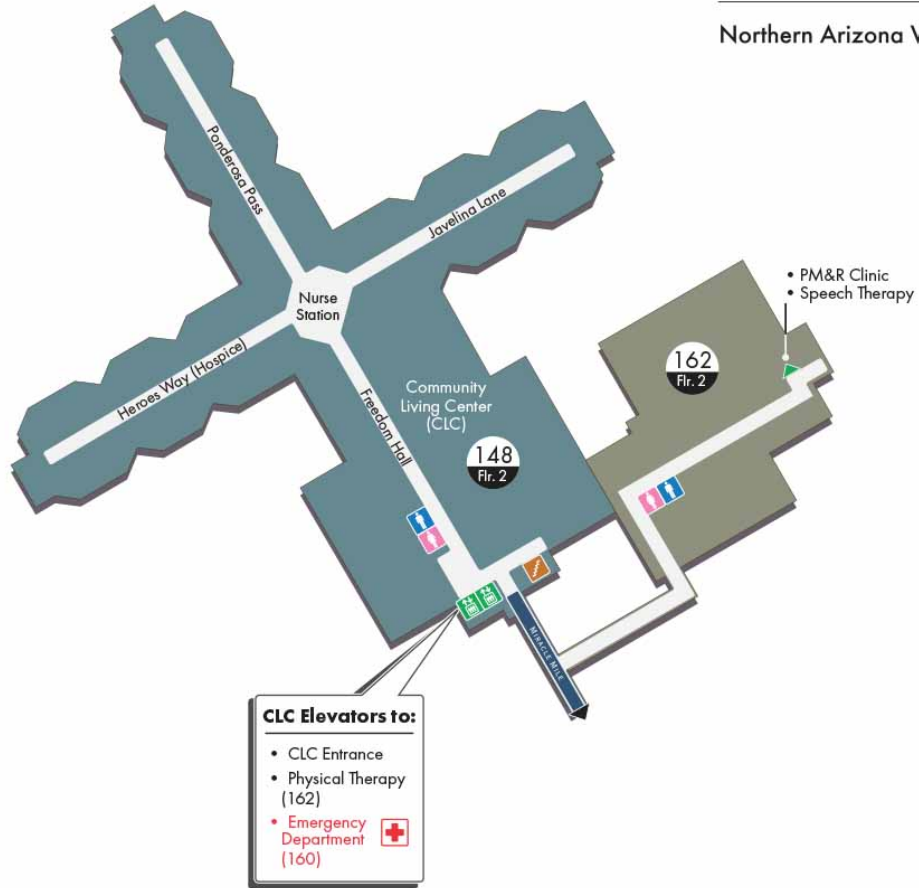 Northern Arizona V
Ponderosa Pass
Javelina Lane
Nurse
Station
Heroes Way (Hospice)
Freedom Hall
Community
Living Center
(CLC)
148
Flr. 2
162
Flr. 2
• PM&R Clinic
• Speech Therapy
MIRACLE MILE
CLC Elevators to:
• CLC Entrance
• Physical Therapy
(162)
• Emergency
Department
(160)